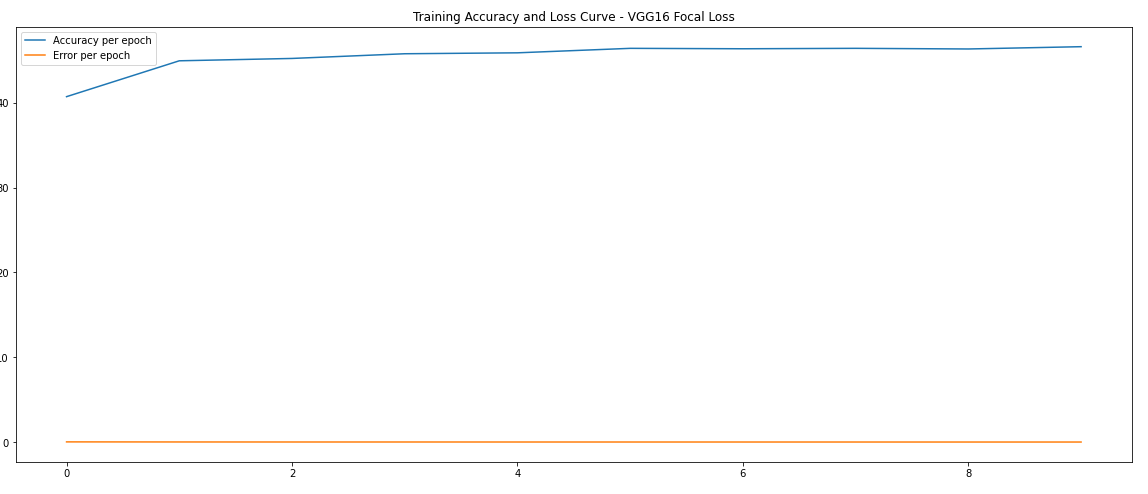 Training Accuracy and Loss Curve - VGG16 Focal Loss
Accuracy per epoch
Error per epoch
40
30
20
10
0
0 2 4 6 8